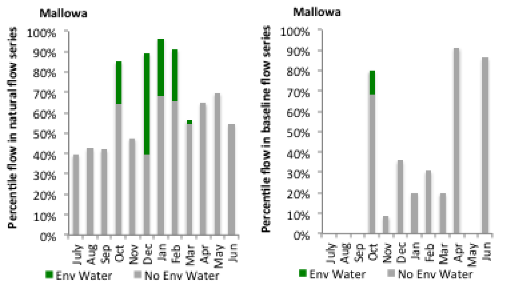 Mallowa
Percentile flow in natural flow series
100%
90%
80%
70%
60%
50%
40%
30%
20%
10%
0%
July
Aug
Sep
Oct
Nov
Dec
Jan
Feb
Mar
Apr
May
Jun
Env Water No Env Water
Mallowa
Percentile flow in baseline flow series
100%
90%
80%
70%
60%
50%
40%
30%
20%
10%
0%
July
Aug
Sep
Oct
Nov
Dec
Jan
Feb
Mar
Apr
May
Jun
Env Water No Env Water